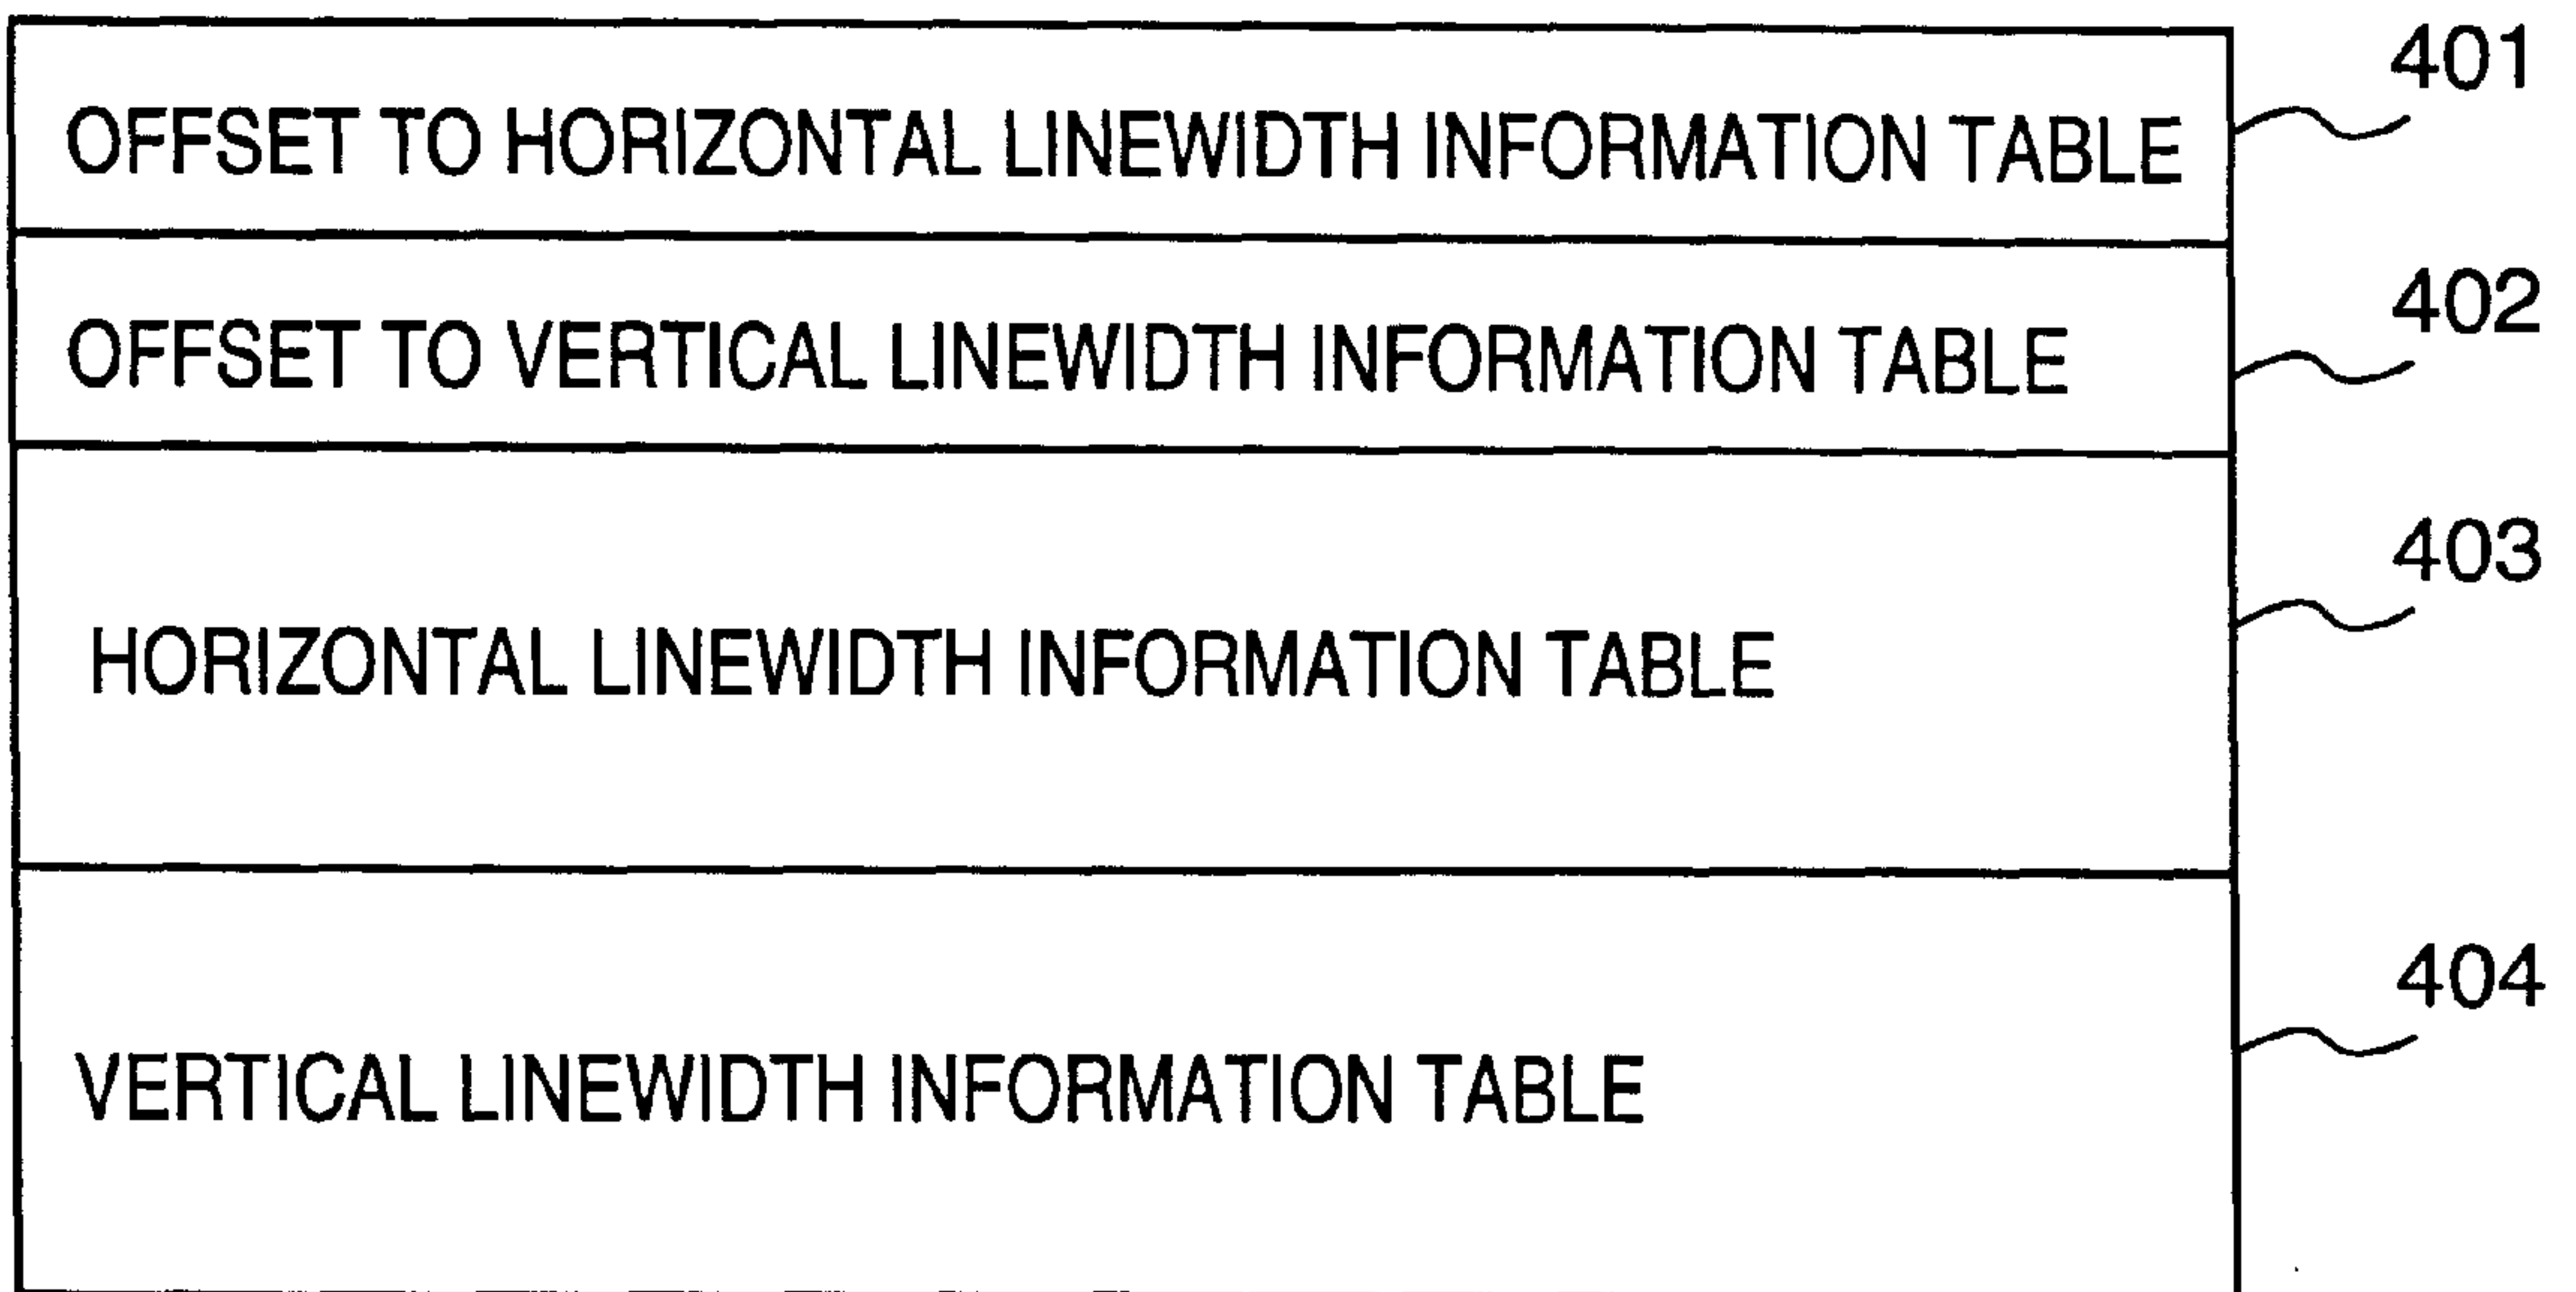 401
OFFSET TO HORIZONTAL LINEWIDTH INFORMATION TABLE
402
OFFSET TO VERTICAL LINEWIDTH INFORMATION TABLE
403
HORIZONTAL LINEWIDTH INFORMATION TABLE
404
VERTICAL LINEWIDTH INFORMATION TABLE